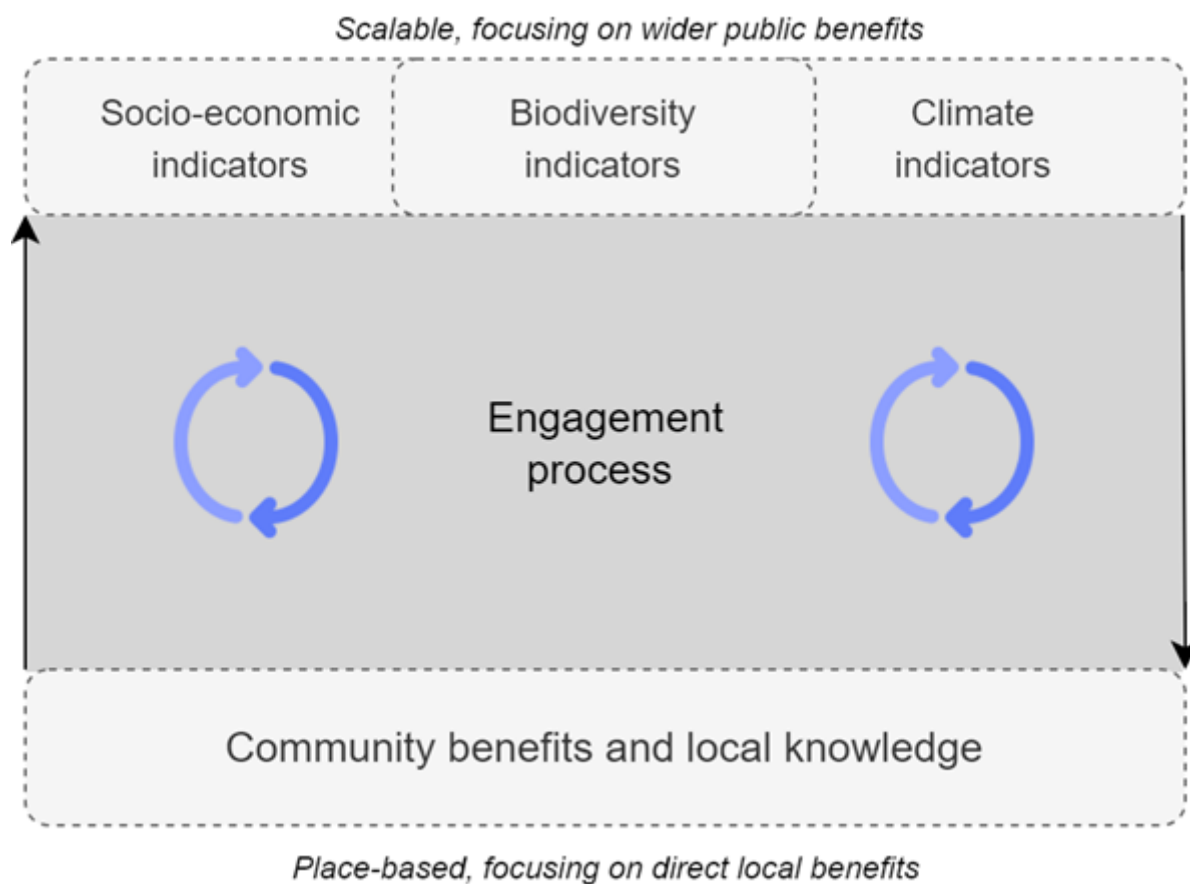 Scalable, focusing on wider public benefits
Socio-economic
indicators
Biodiversity
indicators
Climate
indicators
Engagement
process
Community benefits and local knowledge
Place-based, focusing on direct local benefits